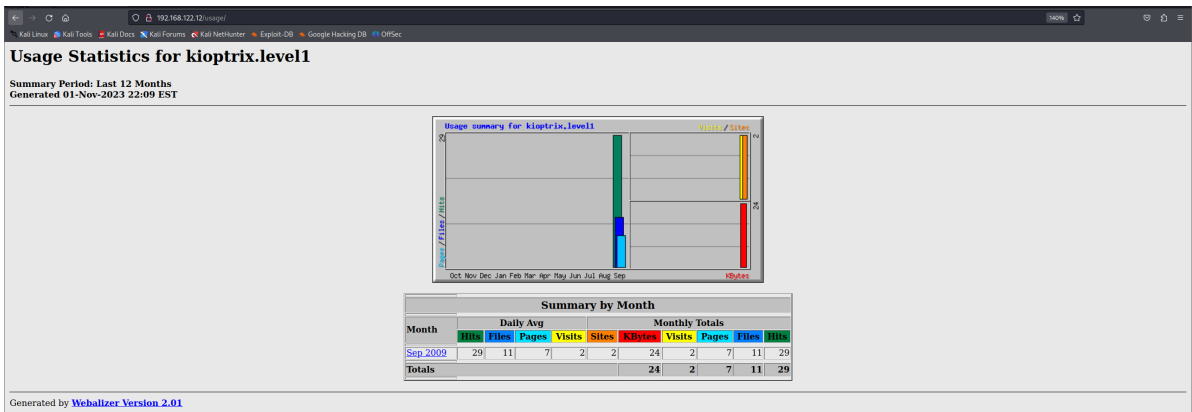 192.168.122.12/usage/
140%
Kali Linux Kali Tools Kali Docs Kali Forums Kali NetHunter Exploit-DB Google Hacking DB OffSec
Usage Statistics for kioptrix.level1
Summary Period: Last 12 Months
Generated 01-Nov-2023 22:09 EST
Usage summary for kioptrix.level1
Visits/Sites
29
2
Pages/Files/Hits
24
Oct Nov Dec Jan Feb Mar Apr May Jun Jul Aug Sep
KBytes
Summary by Month
Month Daily Avg Monthly Totals
Hits Files Pages Visits Sites KBytes Visits Pages Files Hits
Sep 2009 29 11 7 2 2 24 2 7 11 29
Totals 24 2 7 11 29
Generated by Webalizer Version 2.01